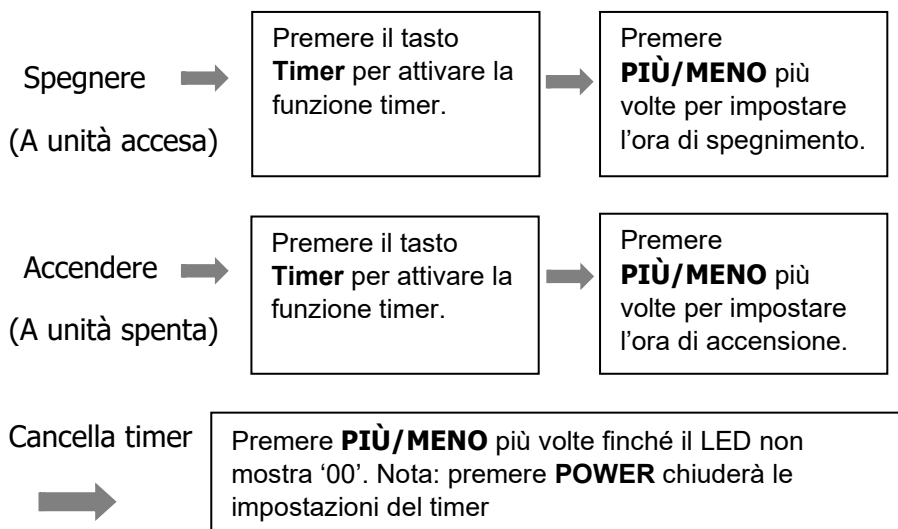 Spegnere
(A unità accesa)
Premere il tasto
Timer per attivare la
funzione timer.
Premere
PIÙ/MENO più
volte per impostare
l’ora di spegnimento.
Accendere
(A unità spenta)
Premere il tasto
Timer per attivare la
funzione timer.
Premere
PIÙ/MENO più
volte per impostare
l’ora di accensione.
Cancella timer
Premere PIÙ/MENO più volte finché il LED non
mostra ‘00’. Nota: premere POWER chiuderà le
impostazioni del timer